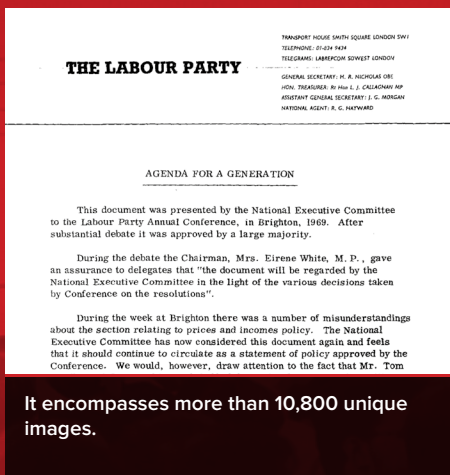 TRANSPORT HOUSE SMITH SQUARE LONDON SW1
TELEPHONE: 01-834 9434
TELEGRAMS: LABREPCOM SOWEST LONDON
THE LABOUR PARTY
GENERAL SECRETARY: H. R. NICHOLAS OBE
HON. TREASURER: Rt Hon L. J. CALLAGHAN MP
ASSISTANT GENERAL SECRETARY: J. G. MORGAN
NATIONAL AGENT: R. G. HAYWARD
AGENDA FOR A GENERATION
This document was presented by the National Executive Committee
to the Labour Party Annual Conference, in Brighton, 1969. After
substantial debate it was approved by a large majority.
During the debate the Chairman, Mrs. Eirene White, M. P., gave
an assurance to delegates that "the document will be regarded by the
National Executive Committee in the light of the various decisions taken
by Conference on the resolutions".
During the week at Brighton there was a number of misunderstandings
about the section relating to prices and incomes policy. The National
Executive Committee has now considered this document again and feels
that it should continue to circulate as a statement of policy approved by the
Conference. We would, however, draw attention to the fact that Mr. Tom
It encompasses more than 10,800 unique
images.